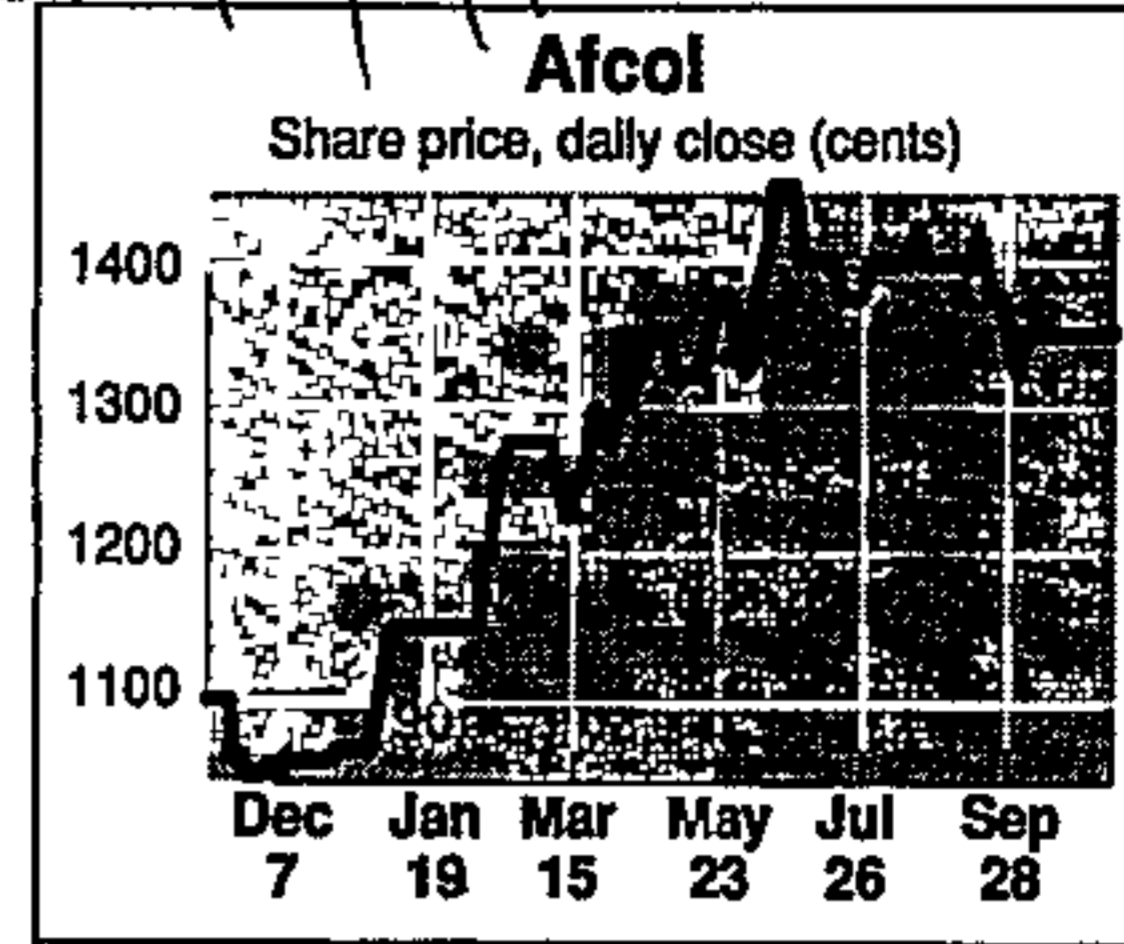 Afcol
Share price, daily close (cents)
1400
1300
1200
1100
Dec Jan Mar May Jul Sep
7 19 15 23 26 28